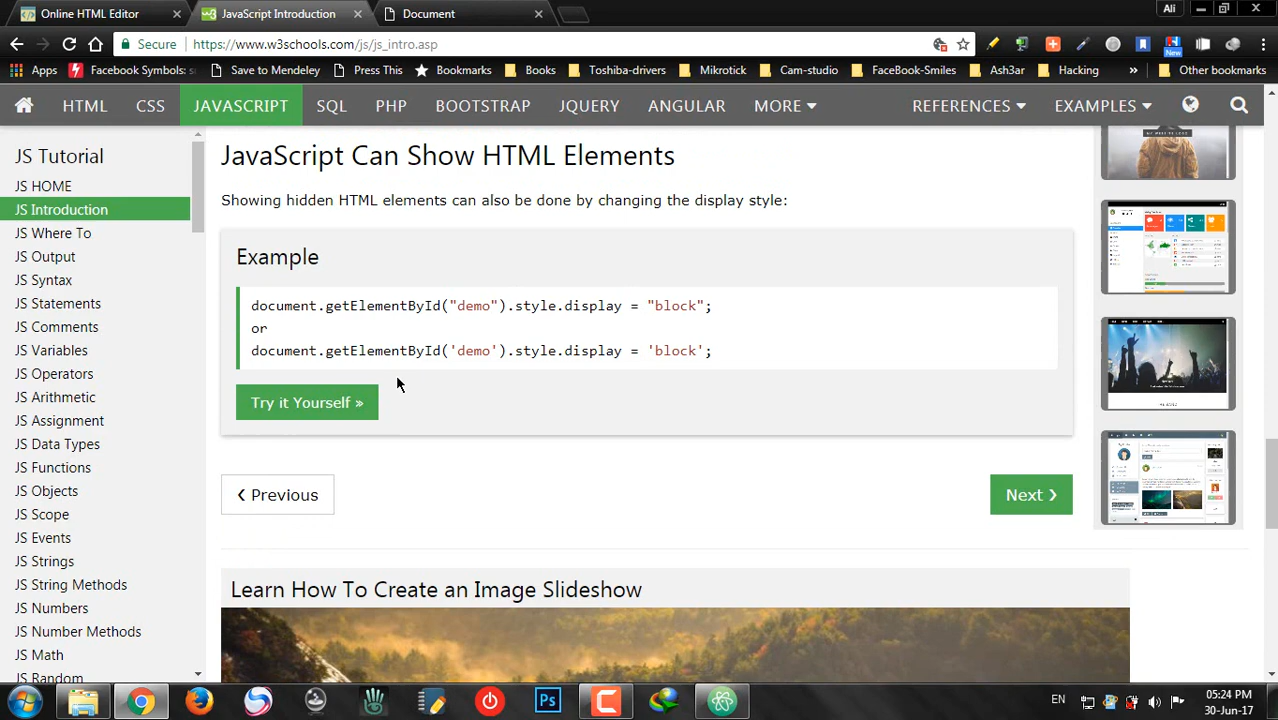 Online HTML Editor
JavaScript Introduction
Document
Ali
Secure
https://www.w3schools.com/js/js_intro.asp
New
Apps
Facebook Symbols: s
Save to Mendeley
Press This
Bookmarks
Books
Toshiba-drivers
Mikrotick
Cam-studio
FaceBook-Smiles
Ash3ar
Hacking
»
Other bookmarks
HTML
CSS
JAVASCRIPT
SQL
PHP
BOOTSTRAP
JQUERY
ANGULAR
MORE
REFERENCES
EXAMPLES
JS Tutorial
JS HOME
JS Introduction
JS Where To
JS Output
JS Syntax
JS Statements
JS Comments
JS Variables
JS Operators
JS Arithmetic
JS Assignment
JS Data Types
JS Functions
JS Objects
JS Scope
JS Events
JS Strings
JS String Methods
JS Numbers
JS Number Methods
JS Math
JS Random
JavaScript Can Show HTML Elements
Showing hidden HTML elements can also be done by changing the display style:
Example
document.getElementById("demo").style.display = "block";
or
document.getElementById('demo').style.display = 'block';
Try it Yourself »
❮ Previous
Next ❯
Learn How To Create an Image Slideshow
Ps
EN
05:24 PM
30-Jun-17